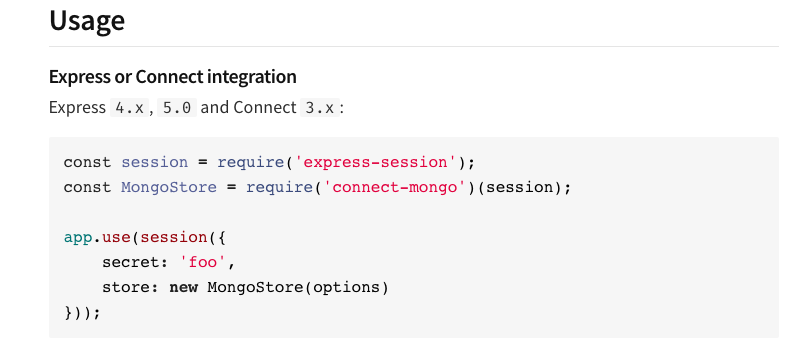 Usage
Express or Connect integration
Express 4.x, 5.0 and Connect 3.x:
const session = require('express-session');
const MongoStore = require('connect-mongo')(session);
app.use(session({
    secret: 'foo',
    store: new MongoStore(options)
}));